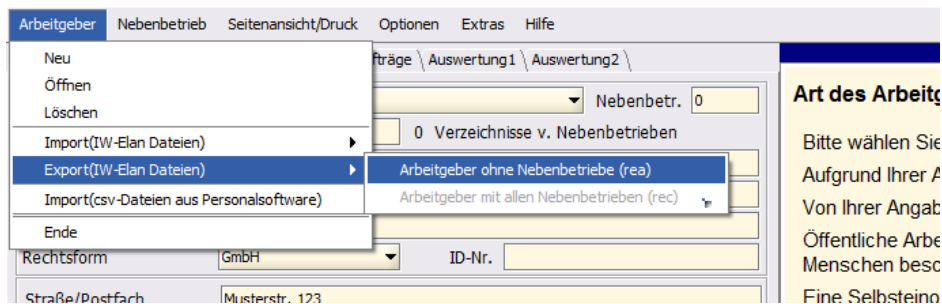 Arbeitgeber Nebenbetrieb Seitenansicht/Druck Optionen Extras Hilfe
Neu
Öffnen
Löschen
Import(IW-Elan Dateien)
Export(IW-Elan Dateien)
Import(csv-Dateien aus Personalsoftware)
Ende
Arbeitgeber ohne Nebenbetriebe (rea)
Arbeitgeber mit allen Nebenbetrieben (rec)
fträge Auswertung1 Auswertung2
Nebenbetr. 0
0 Verzeichnisse v. Nebenbetrieben
Rechtsform GmbH ID-Nr.
Straße/Postfach Musterstr. 123
Art des Arbeitg
Bitte wählen Sie
Aufgrund Ihrer A
Von Ihrer Angab
Öffentliche Arbe
Menschen besc
Eine Selbsteino